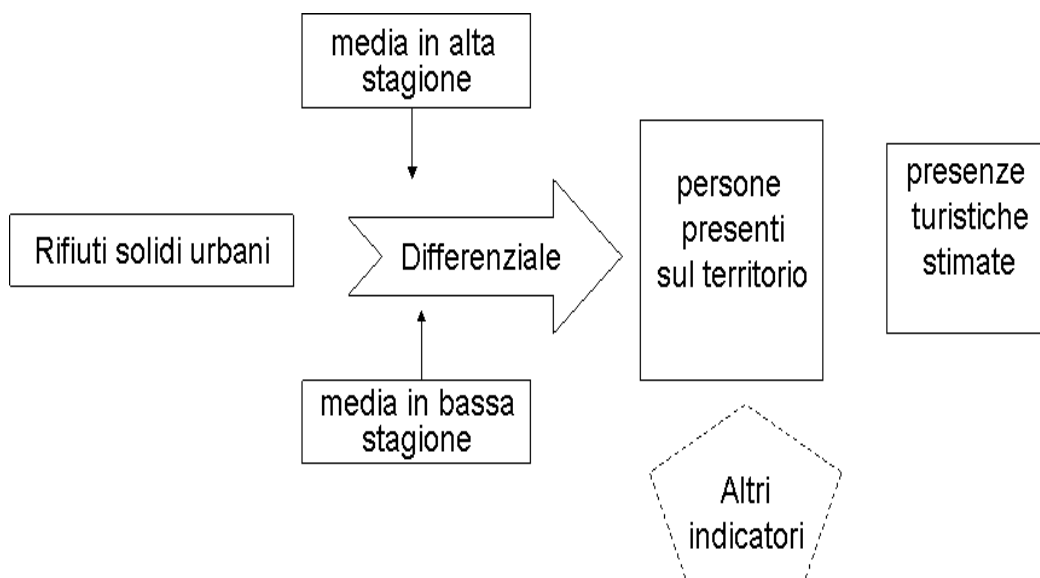 media in alta
stagione
Rifiuti solidi urbani
Differenziale
media in bassa
stagione
persone
presenti
sul territorio
presenze
turistiche
stimate
Altri
indicatori